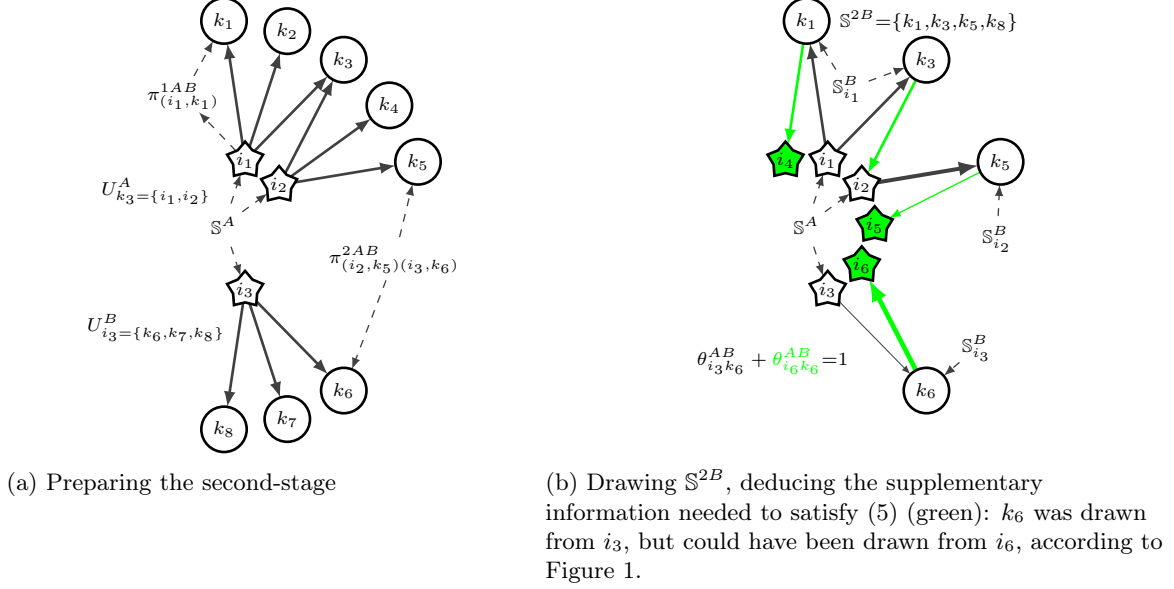 k₁
k₂
k₃
k₄
k₅
π^{1AB}_{(i₁,k₁)}
i₁
i₂
U^A_{k₃={i₁,i₂}}
𝕊^A
π^{2AB}_{(i₂,k₅)(i₃,k₆)}
i₃
U^B_{i₃={k₆,k₇,k₈}}
k₆
k₇
k₈
(a) Preparing the second-stage
k₁
𝕊^{2B}={k₁,k₃,k₅,k₈}
k₃
𝕊^B_{i₁}
i₄
i₁
i₂
k₅
i₅
𝕊^A
𝕊^B_{i₂}
i₆
i₃
θ^{AB}_{i₃k₆} + θ^{AB}_{i₆k₆}=1
𝕊^B_{i₃}
k₆
(b) Drawing 𝕊^{2B}, deducing the supplementary
information needed to satisfy (5) (green): k₆ was drawn
from i₃, but could have been drawn from i₆, according to
Figure 1.